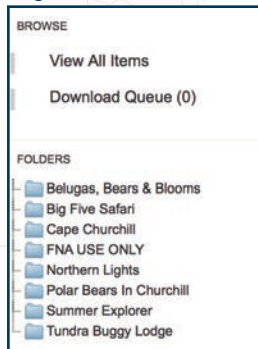 BROWSE
View All Items
Download Queue (0)
FOLDERS
Belugas, Bears & Blooms
Big Five Safari
Cape Churchill
FNA USE ONLY
Northern Lights
Polar Bears In Churchill
Summer Explorer
Tundra Buggy Lodge